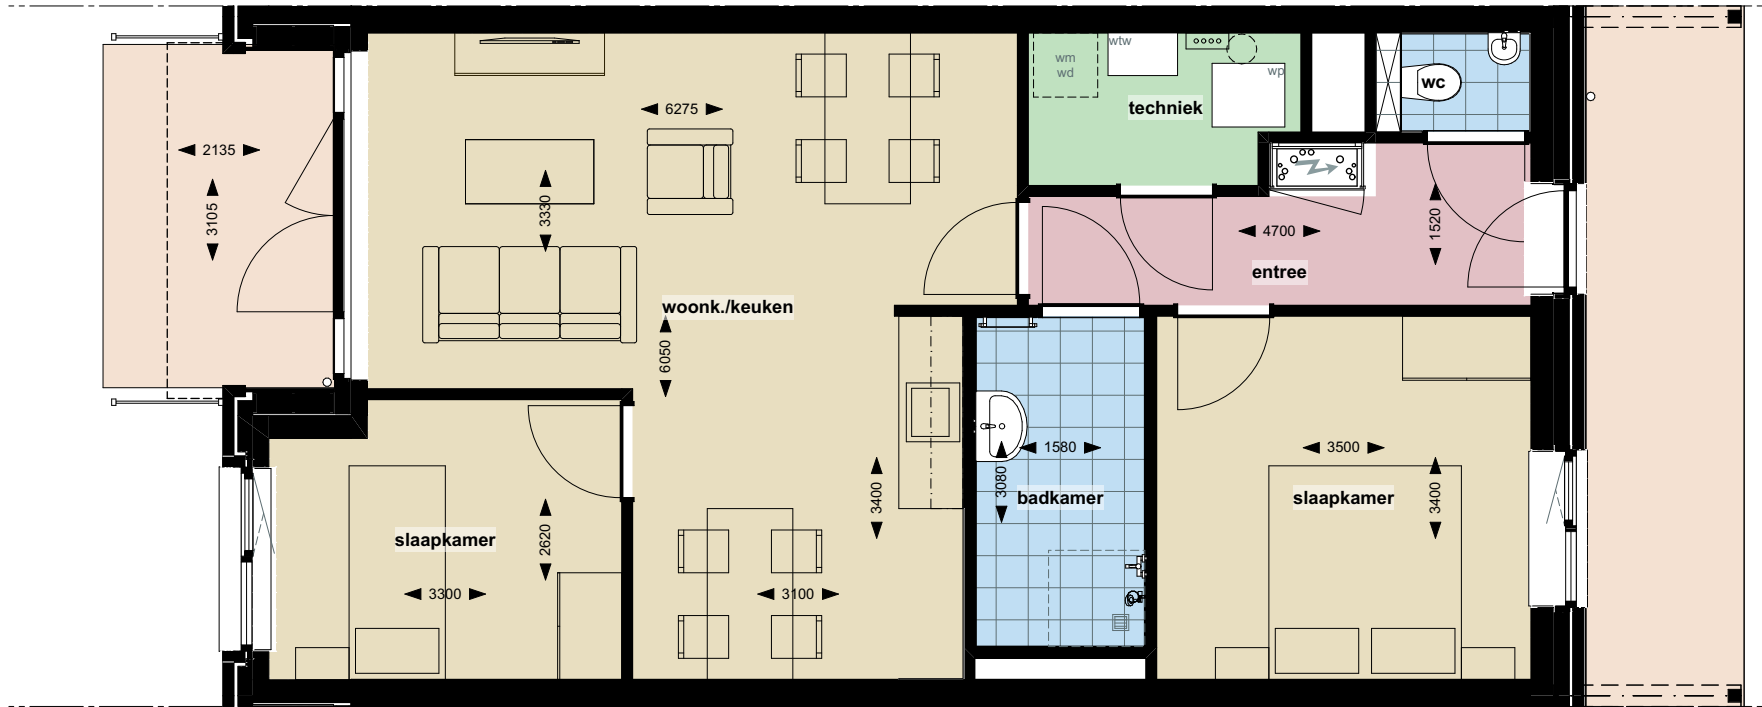 wtw
wm
wd
wp
techniek
wc
6275
2135
3105
3330
4700
1520
entree
woonk./keuken
6050
1580
3080
badkamer
3500
3400
slaapkamer
3400
slaapkamer
2620
3300
3100